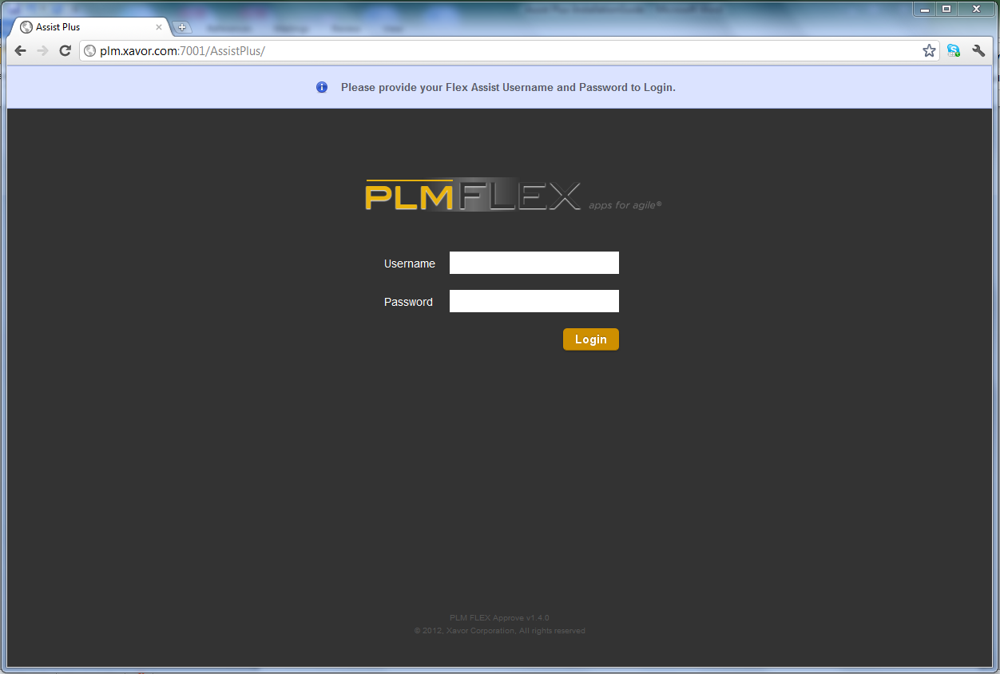 Assist Plus
plm.xavor.com:7001/AssistPlus/
Please provide your Flex Assist Username and Password to Login.
PLMFLEX apps for agile®
Username
Password
Login
PLM FLEX Approve v1.4.0
© 2012, Xavor Corporation, All rights reserved